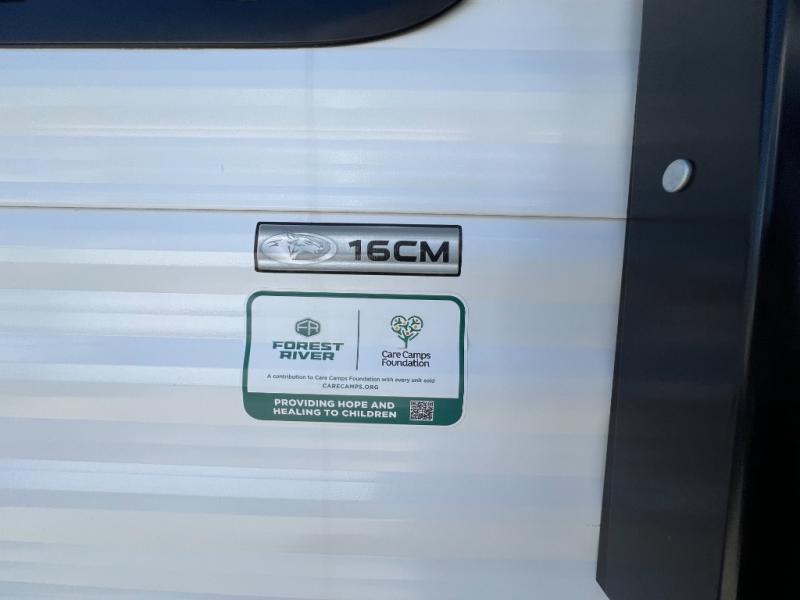 16CM
FR
FOREST
RIVER
Care Camps
Foundation
A contribution to Care Camps Foundation with every unit sold
CARECAMPS.ORG
PROVIDING HOPE AND
HEALING TO CHILDREN